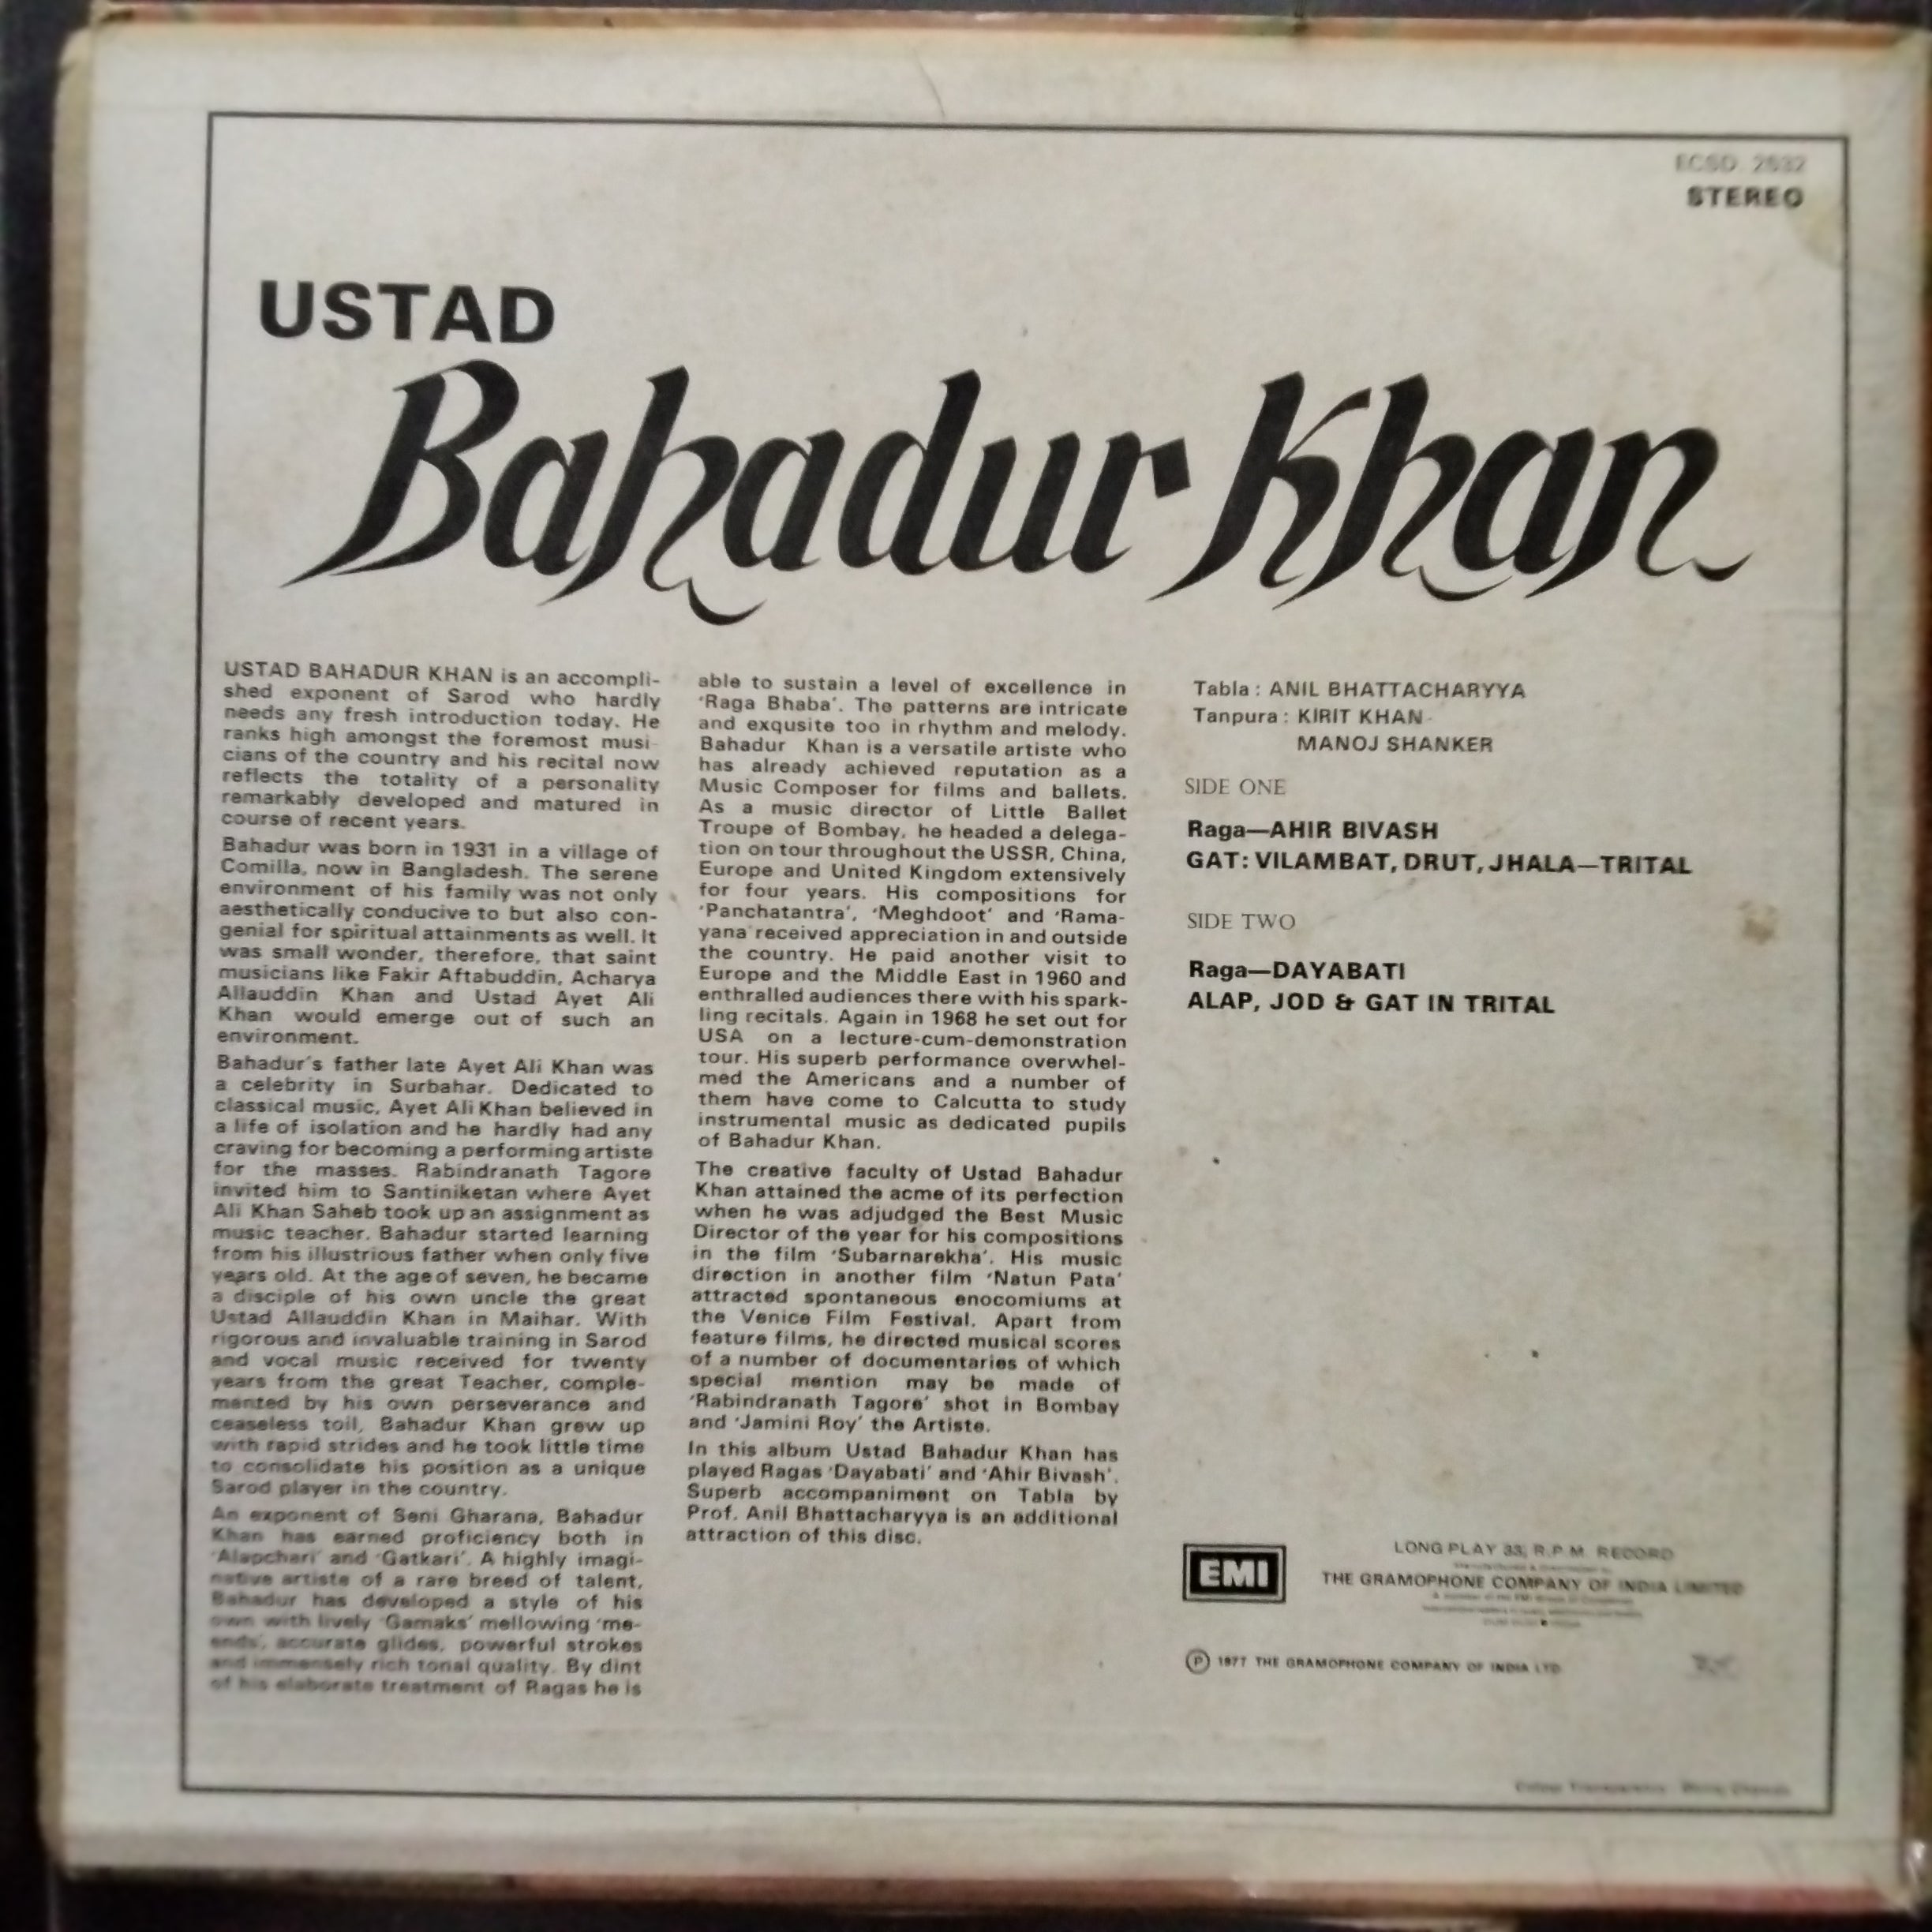 ECSD. 2532
STEREO
USTAD
Bahadur Khan
USTAD BAHADUR KHAN is an accompli-
shed exponent of Sarod who hardly
needs any fresh introduction today. He
ranks high amongst the foremost musi-
cians of the country and his recital now
reflects the totality of a personality
remarkably developed and matured in
course of recent years.
Bahadur was born in 1931 in a village of
Comilla, now in Bangladesh. The serene
environment of his family was not only
aesthetically conducive to but also con-
genial for spiritual attainments as well. It
was small wonder, therefore, that saint
musicians like Fakir Aftabuddin, Acharya
Allauddin Khan and Ustad Ayet Ali
Khan would emerge out of such an
environment.
Bahadur's father late Ayet Ali Khan was
a celebrity in Surbahar. Dedicated to
classical music, Ayet Ali Khan believed in
a life of isolation and he hardly had any
craving for becoming a performing artiste
for the masses. Rabindranath Tagore
invited him to Santiniketan where Ayet
Ali Khan Saheb took up an assignment as
music teacher. Bahadur started learning
from his illustrious father when only five
years old. At the age of seven, he became
a disciple of his own uncle the great
Ustad Allauddin Khan in Maihar. With
rigorous and invaluable training in Sarod
and vocal music received for twenty
years from the great Teacher, comple-
mented by his own perseverance and
ceaseless toil, Bahadur Khan grew up
with rapid strides and he took little time
to consolidate his position as a unique
Sarod player in the country.
An exponent of Seni Gharana, Bahadur
Khan has earned proficiency both in
'Alapchari' and 'Gatkari'. A highly imagi-
native artiste of a rare breed of talent,
Bahadur has developed a style of his
own with lively 'Gamaks' mellowing 'me-
ends', accurate glides, powerful strokes
and immensely rich tonal quality. By dint
of his elaborate treatment of Ragas he is
able to sustain a level of excellence in
'Raga Bhaba'. The patterns are intricate
and exqusite too in rhythm and melody.
Bahadur Khan is a versatile artiste who
has already achieved reputation as a
Music Composer for films and ballets.
As a music director of Little Ballet
Troupe of Bombay, he headed a delega-
tion on tour throughout the USSR, China,
Europe and United Kingdom extensively
for four years. His compositions for
'Panchatantra', 'Meghdoot' and 'Rama-
yana' received appreciation in and outside
the country. He paid another visit to
Europe and the Middle East in 1960 and
enthralled audiences there with his spark-
ling recitals. Again in 1968 he set out for
USA on a lecture-cum-demonstration
tour. His superb performance overwhel-
med the Americans and a number of
them have come to Calcutta to study
instrumental music as dedicated pupils
of Bahadur Khan.
The creative faculty of Ustad Bahadur
Khan attained the acme of its perfection
when he was adjudged the Best Music
Director of the year for his compositions
in the film 'Subarnarekha'. His music
direction in another film 'Natun Pata'
attracted spontaneous enocomiums at
the Venice Film Festival. Apart from
feature films, he directed musical scores
of a number of documentaries of which
special mention may be made of
'Rabindranath Tagore' shot in Bombay
and 'Jamini Roy' the Artiste.
In this album Ustad Bahadur Khan has
played Ragas 'Dayabati' and 'Ahir Bivash'.
Superb accompaniment on Tabla by
Prof. Anil Bhattacharyya is an additional
attraction of this disc.
Tabla : ANIL BHATTACHARYYA
Tanpura : KIRIT KHAN
MANOJ SHANKER
SIDE ONE
Raga—AHIR BIVASH
GAT: VILAMBAT, DRUT, JHALA—TRITAL
SIDE TWO
Raga—DAYABATI
ALAP, JOD & GAT IN TRITAL
EMI
LONG PLAY 33⅓ R.P.M. RECORD
THE GRAMOPHONE COMPANY OF INDIA LIMITED
℗ 1977 THE GRAMOPHONE COMPANY OF INDIA LTD.
Colour Transparency :